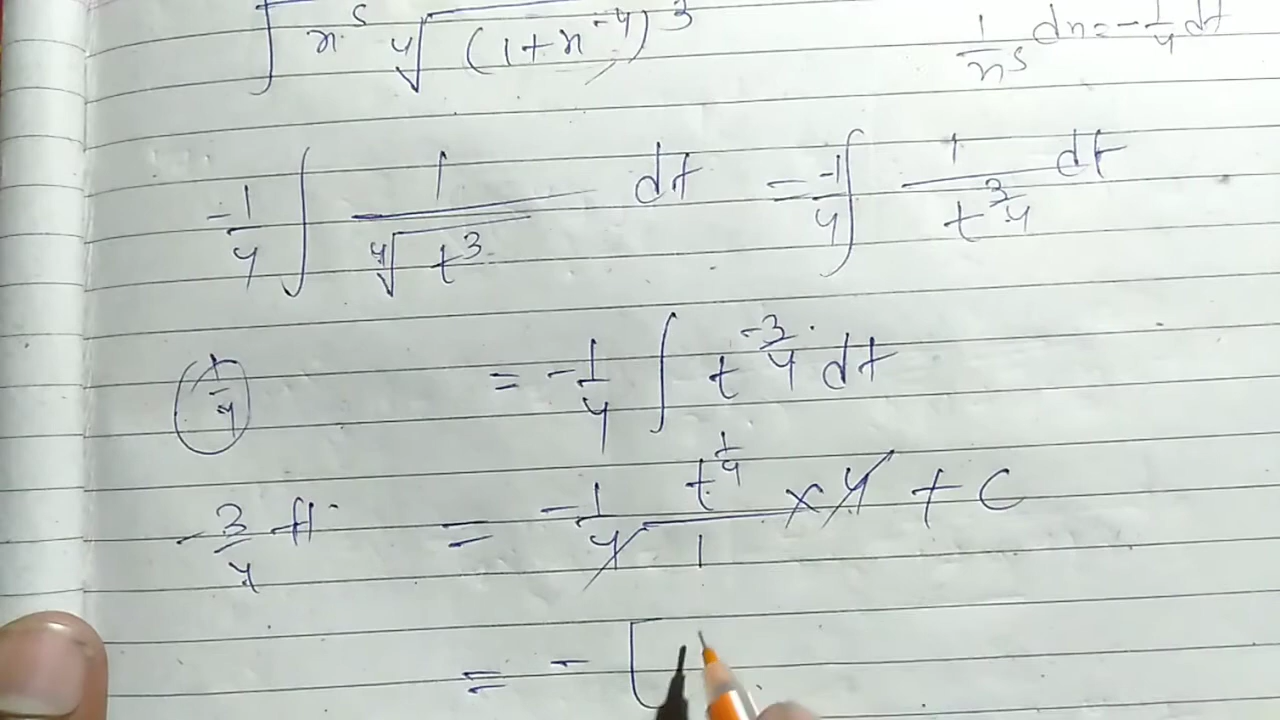 ∫ x⁵ ∜(1+x⁻⁴)³
1/x⁵ dx = -1/4 dt
-1/4 ∫ 1/∜t³ dt = -1/4 ∫ 1/t^(3/4) dt
1/4 = -1/4 ∫ t^(-3/4) dt
-3/4 +1 = -1/4 t^(1/4)/1 × 4 + C
= - [